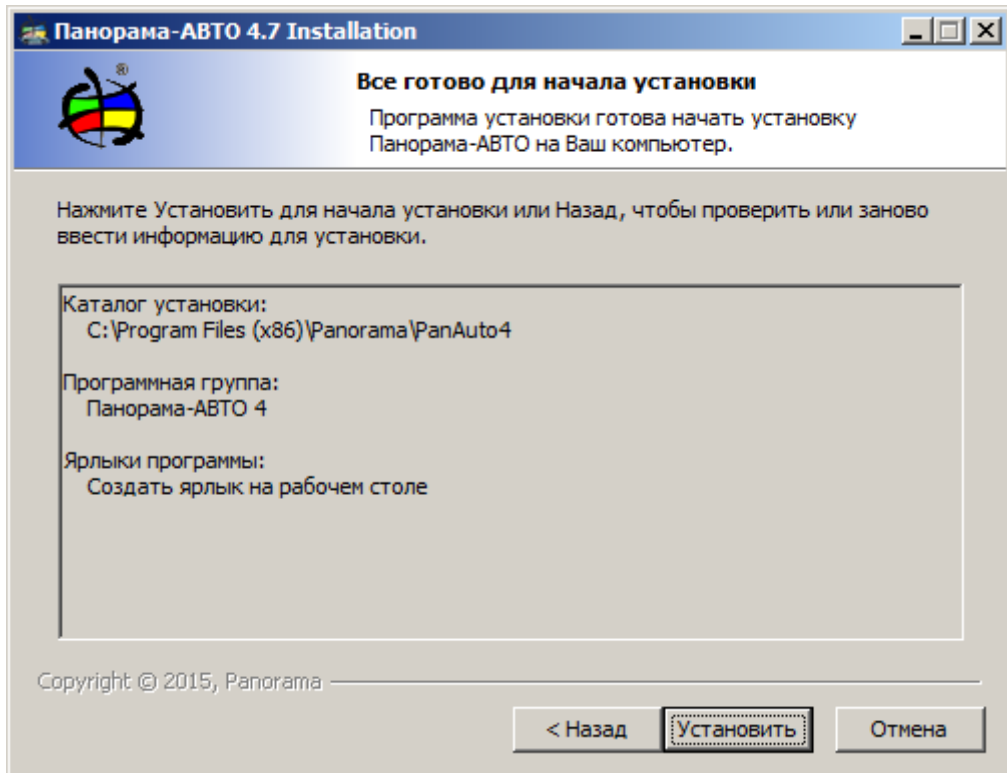 Панорама-АВТО 4.7 Installation
®
Все готово для начала установки
Программа установки готова начать установку
Панорама-АВТО на Ваш компьютер.
Нажмите Установить для начала установки или Назад, чтобы проверить или заново
ввести информацию для установки.
Каталог установки:
C:\Program Files (x86)\Panorama\PanAuto4
Программная группа:
Панорама-АВТО 4
Ярлыки программы:
Создать ярлык на рабочем столе
Copyright © 2015, Panorama
< Назад
Установить
Отмена